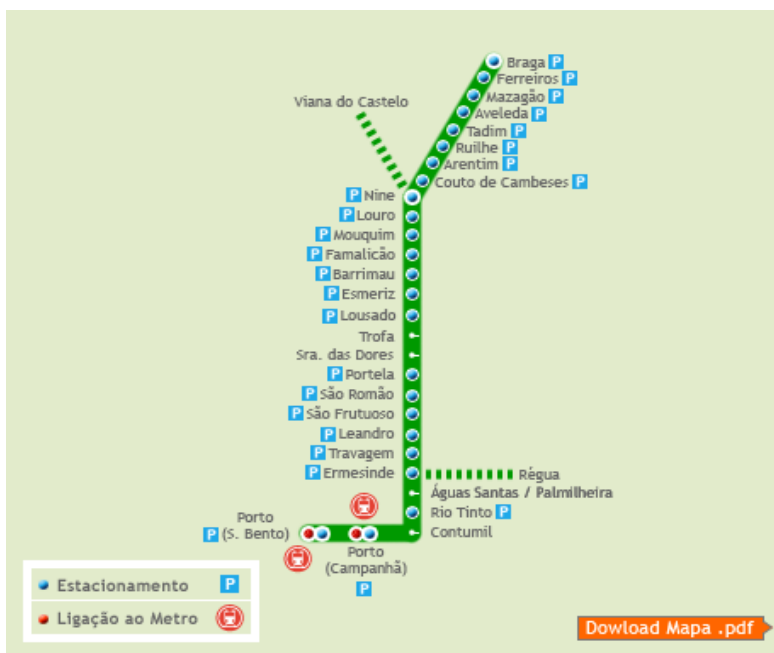 Braga P
Ferreiros P
Mazagão P
Viana do Castelo
Aveleda P
Tadim P
Ruilhe P
Arentim P
Couto de Cambeses P
P Nine
P Louro
P Mouquim
P Famalicão
P Barrimau
P Esmeriz
P Lousado
Trofa
Sra. das Dores
P Portela
P São Romão
P São Frutuoso
P Leandro
P Travagem
P Ermesinde
Régua
Águas Santas / Palmilheira
Rio Tinto P
Contumil
Porto
P (S. Bento)
Porto
(Campanhã)
P
Estacionamento P
Ligação ao Metro
Dowload Mapa .pdf